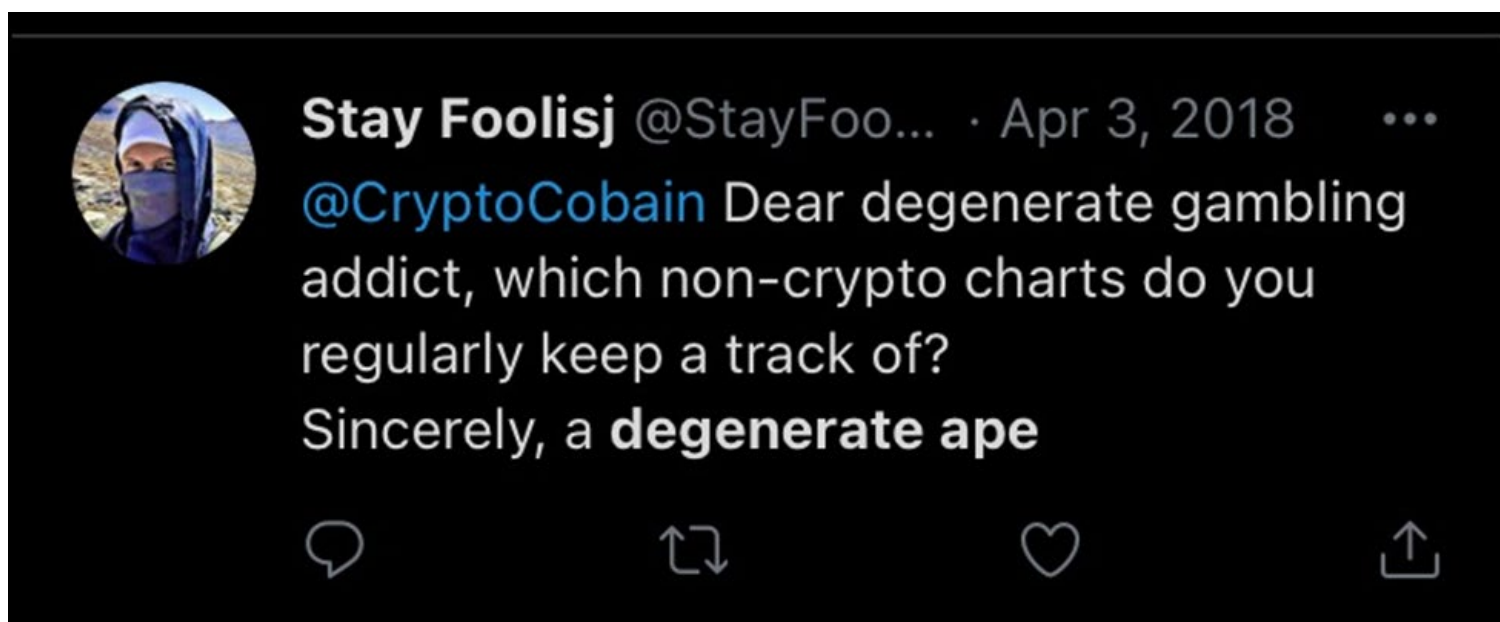 Stay Foolisj @StayFoo... · Apr 3, 2018
@CryptoCobain Dear degenerate gambling
addict, which non-crypto charts do you
regularly keep a track of?
Sincerely, a degenerate ape